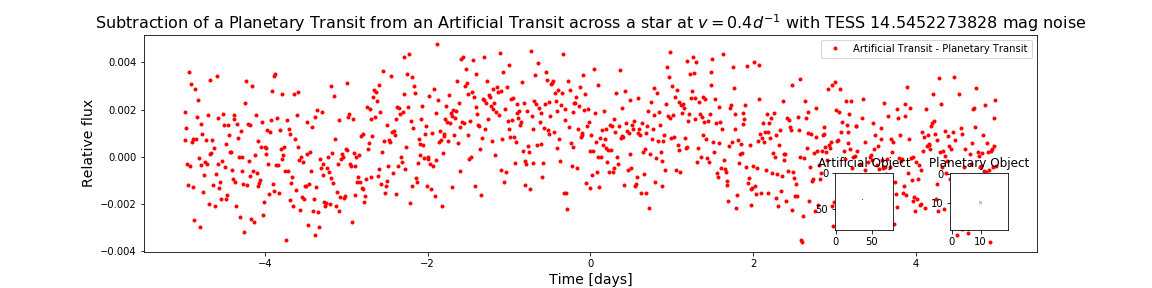 Subtraction of a Planetary Transit from an Artificial Transit across a star at v = 0.4d⁻¹ with TESS 14.5452273828 mag noise
Artificial Transit - Planetary Transit
Relative flux
0.004
0.002
0.000
−0.002
−0.004
Artificial Object
0
50
0 50
Planetary Object
0
10
0 10
−4 −2 0 2 4
Time [days]